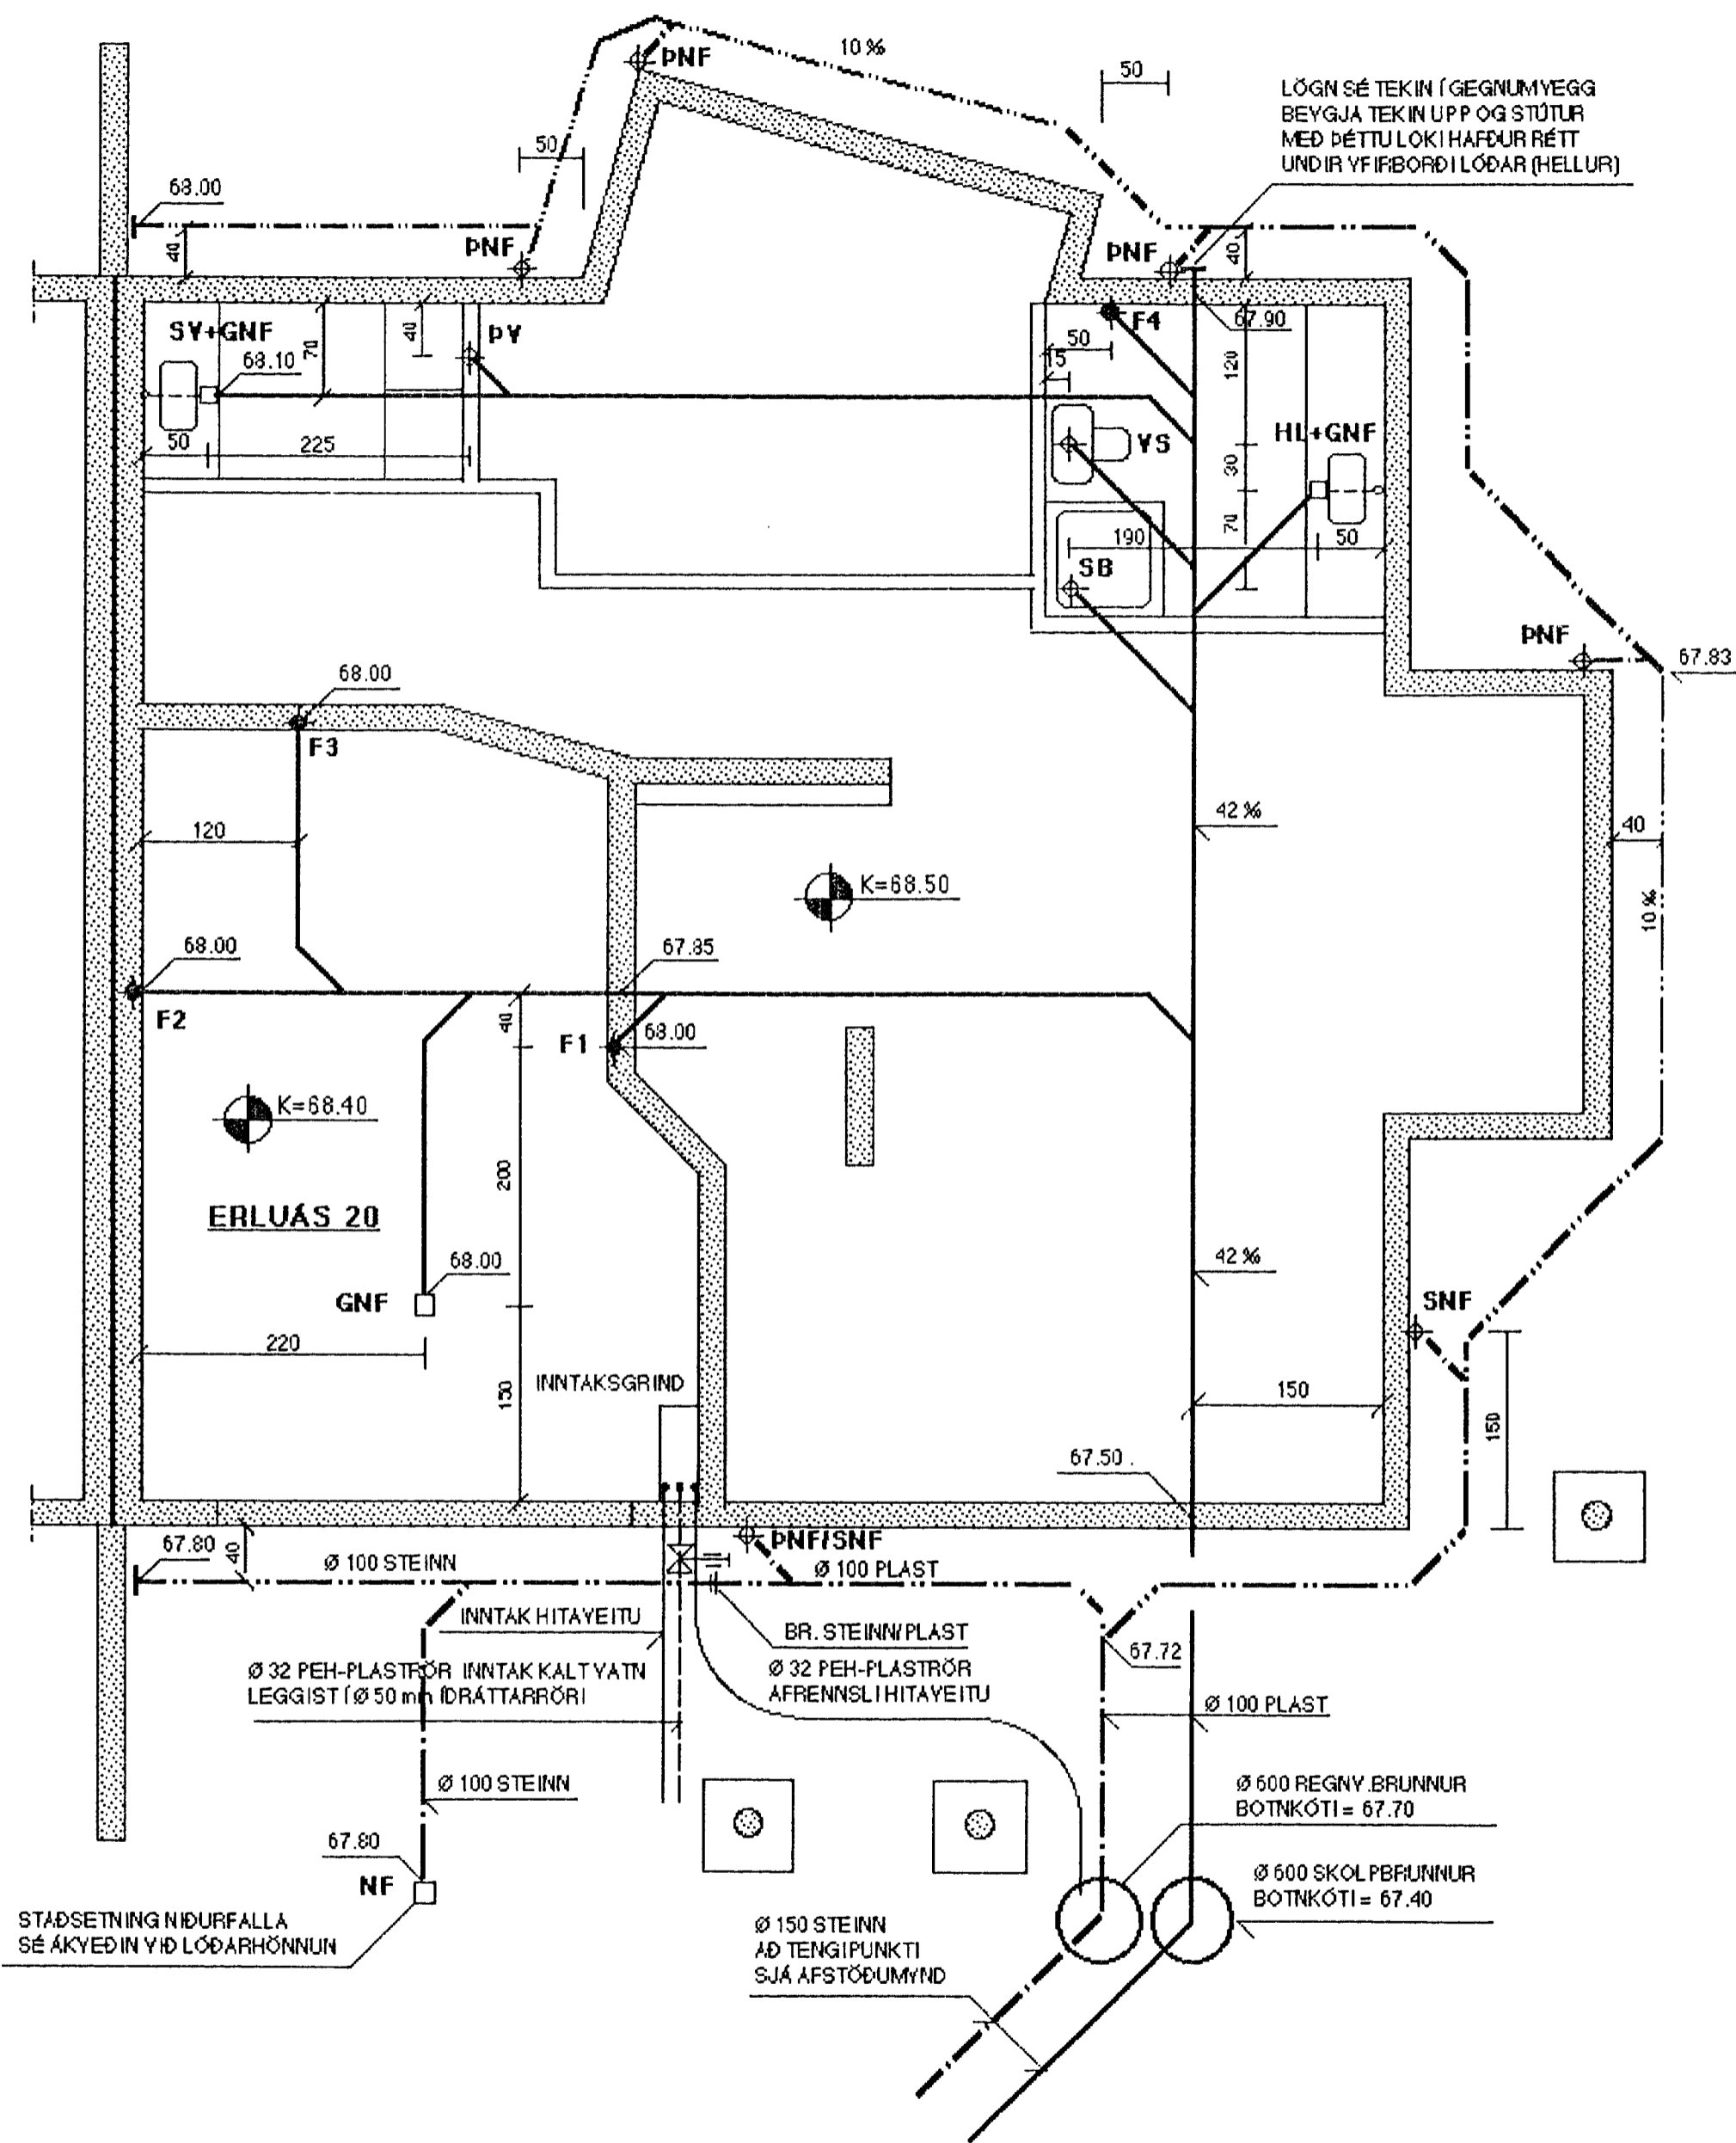 10 ‰
50
ÞNF
LÖGN SÉ TEKIN Í GEGNUM VEGG
BEYGJA TEKIN UPP OG STÚTUR
MEÐ ÞÉTTU LOKI HAFÐUR RÉTT
UNDIR YFIRBORÐI LÓÐAR (HELLUR)
50
68.00
40
ÞNF
ÞNF
40
SV+GNF
70
40
ÞV
F4
67.90
68.10
50
15
120
50
225
VS
HL+GNF
30
70
190
50
SB
ÞNF
67.83
68.00
F3
120
42 ‰
40
K=68.50
10 ‰
68.00
67.85
F2
40
F1
68.00
K=68.40
200
ERLUÁS 20
68.00
42 ‰
GNF
SNF
220
INNTAKSGRIND
150
150
150
67.50
67.80
40
Ø 100 STEINN
ÞNF/SNF
Ø 100 PLAST
INNTAK HITAVEITU
BR. STEINN/PLAST
67.72
Ø 32 PEH-PLASTRÖR INNTAK KALT VATN
LEGGIST Í Ø 50 mm ÍDRÁTTARRÖRI
Ø 32 PEH-PLASTRÖR
AFRENNSLI HITAVEITU
Ø 100 PLAST
Ø 100 STEINN
Ø 600 REGNV.BRUNNUR
BOTNKÓTI = 67.70
67.80
NF
Ø 600 SKOLPBRUNNUR
BOTNKÓTI = 67.40
STAÐSETNING NIÐURFALLA
SÉ ÁKVEÐIN VIÐ LÓÐARHÖNNUN
Ø 150 STEINN
AÐ TENGIPUNKTI
SJÁ AFSTÖÐUMYND